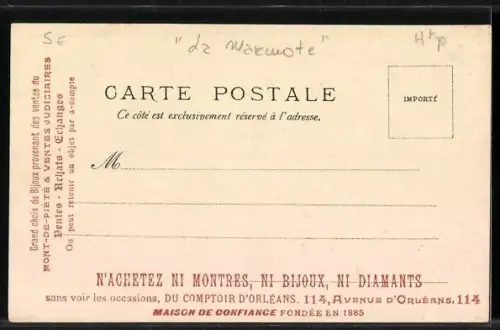 5€
"La Marmote"
Hkp
CARTE POSTALE
Ce côté est exclusivement réservé à l'adresse.
IMPORTÉ
M
Grand choix de Bijoux provenant des ventes du
MONT-DE-PIÉTÉ & VENTES JUDICIAIRES
Ventes - Achats - Echanges
On peut retenir un objet par a-compte
N'ACHETEZ NI MONTRES, NI BIJOUX, NI DIAMANTS
sans voir les occasions, DU COMPTOIR D'ORLÉANS. 114, AVENUE D'ORLÉANS, 114
MAISON DE CONFIANCE FONDÉE EN 1885